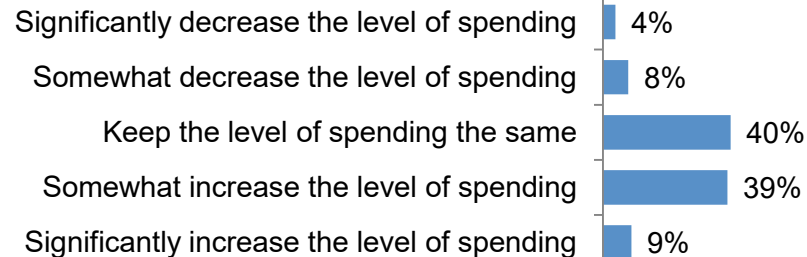 Significantly decrease the level of spending 4%
Somewhat decrease the level of spending 8%
Keep the level of spending the same 40%
Somewhat increase the level of spending 39%
Significantly increase the level of spending 9%